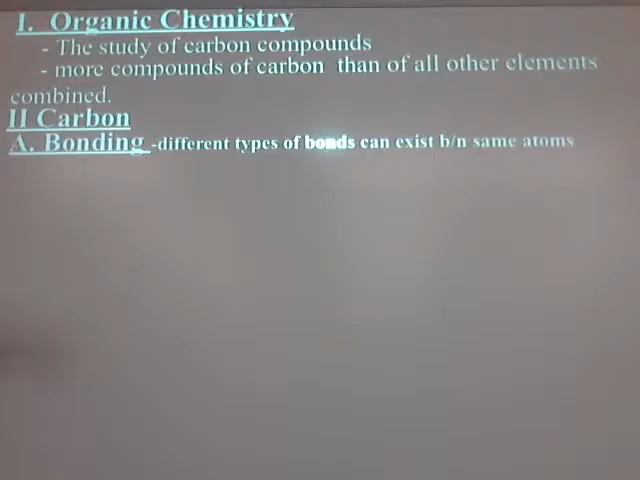 I. Organic Chemistry
- The study of carbon compounds
- more compounds of carbon than of all other elements
combined.
II Carbon
A. Bonding -different types of bonds can exist b/n same atoms